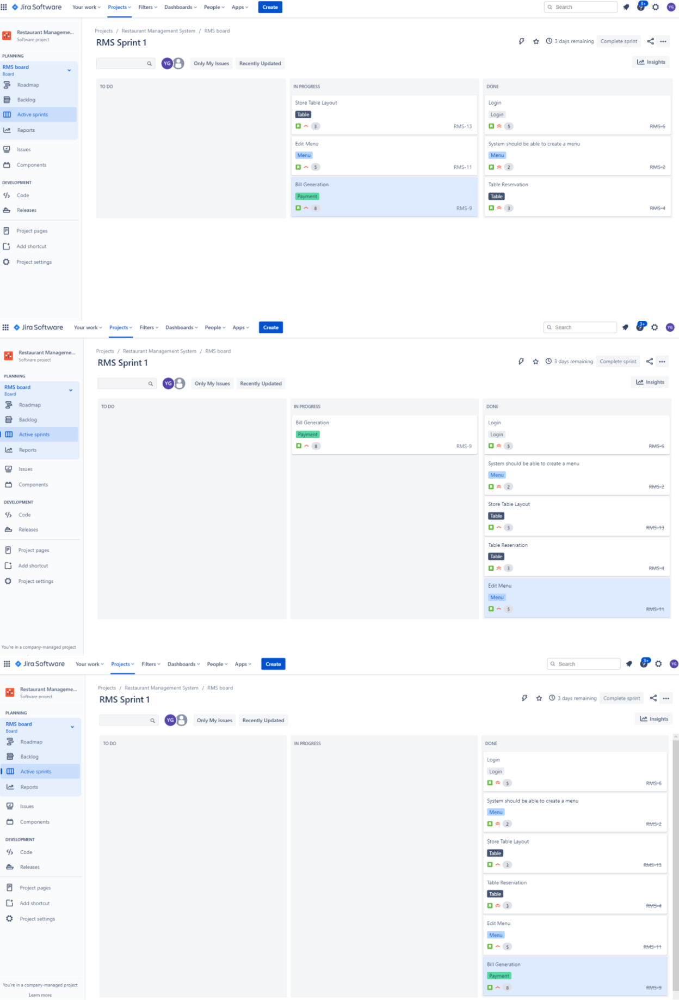 Jira Software Your work Projects Filters Dashboards People Apps Create Search 3+ YG
Restaurant Manageme...
Software project
PLANNING
RMS board
Board
Roadmap
Backlog
Active sprints
Reports
Issues
Components
DEVELOPMENT
Code
Releases
Project pages
Add shortcut
Project settings
Projects / Restaurant Management System / RMS board
RMS Sprint 1
3 days remaining Complete sprint
YG Only My Issues Recently Updated
Insights
TO DO
IN PROGRESS
Store Table Layout
Table
3 RMS-13
Edit Menu
Menu
5 RMS-11
Bill Generation
Payment
8 RMS-9
DONE
Login
Login
5 RMS-6
System should be able to create a menu
Menu
2 RMS-2
Table Reservation
Table
3 RMS-4
Jira Software Your work Projects Filters Dashboards People Apps Create Search 3+ YG
Restaurant Manageme...
Software project
PLANNING
RMS board
Board
Roadmap
Backlog
Active sprints
Reports
Issues
Components
DEVELOPMENT
Code
Releases
Project pages
Add shortcut
Project settings
You're in a company-managed project
Projects / Restaurant Management System / RMS board
RMS Sprint 1
3 days remaining Complete sprint
YG Only My Issues Recently Updated
Insights
TO DO
IN PROGRESS
Bill Generation
Payment
8 RMS-9
DONE
Login
Login
5 RMS-6
System should be able to create a menu
Menu
2 RMS-2
Store Table Layout
Table
3 RMS-13
Table Reservation
Table
3 RMS-4
Edit Menu
Menu
5 RMS-11
Jira Software Your work Projects Filters Dashboards People Apps Create Search 3+ YG
Restaurant Manageme...
Software project
PLANNING
RMS board
Board
Roadmap
Backlog
Active sprints
Reports
Issues
Components
DEVELOPMENT
Code
Releases
Project pages
Add shortcut
Project settings
You're in a company-managed project
Learn more
Projects / Restaurant Management System / RMS board
RMS Sprint 1
3 days remaining Complete sprint
YG Only My Issues Recently Updated
Insights
TO DO
IN PROGRESS
DONE
Login
Login
5 RMS-6
System should be able to create a menu
Menu
2 RMS-2
Store Table Layout
Table
3 RMS-13
Table Reservation
Table
3 RMS-4
Edit Menu
Menu
5 RMS-11
Bill Generation
Payment
8 RMS-9